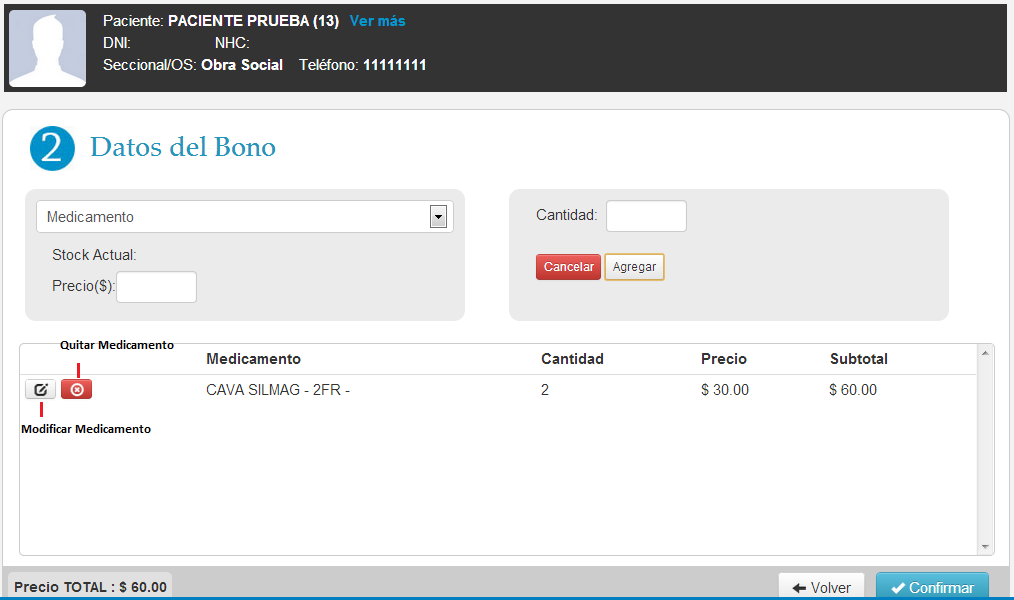 Paciente: PACIENTE PRUEBA (13) Ver más
DNI: NHC:
Seccional/OS: Obra Social Teléfono: 11111111
2 Datos del Bono
Medicamento
Stock Actual:
Precio($):
Cantidad:
Cancelar Agregar
Quitar Medicamento
Medicamento Cantidad Precio Subtotal
CAVA SILMAG - 2FR - 2 $ 30.00 $ 60.00
Modificar Medicamento
Precio TOTAL : $ 60.00 Volver Confirmar